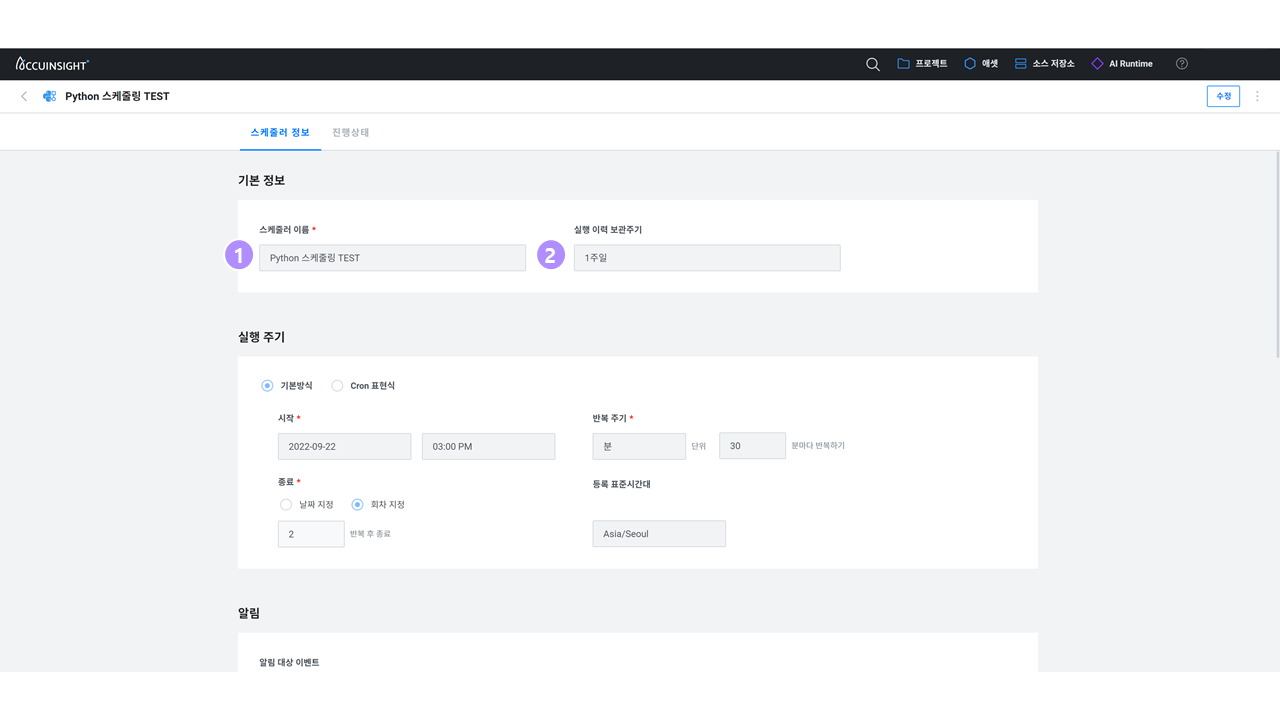 ACCUINSIGHT+
프로젝트
애셋
소스 저장소
AI Runtime
?
Python 스케줄링 TEST
수정
스케줄러 정보
진행상태
기본 정보
스케줄러 이름 *
실행 이력 보관주기
1
Python 스케줄링 TEST
2
1주일
실행 주기
기본방식
Cron 표현식
시작 *
반복 주기 *
2022-09-22
03:00 PM
분
단위
30
분마다 반복하기
종료 *
등록 표준시간대
날짜 지정
회차 지정
2
반복 후 종료
Asia/Seoul
알림
알림 대상 이벤트